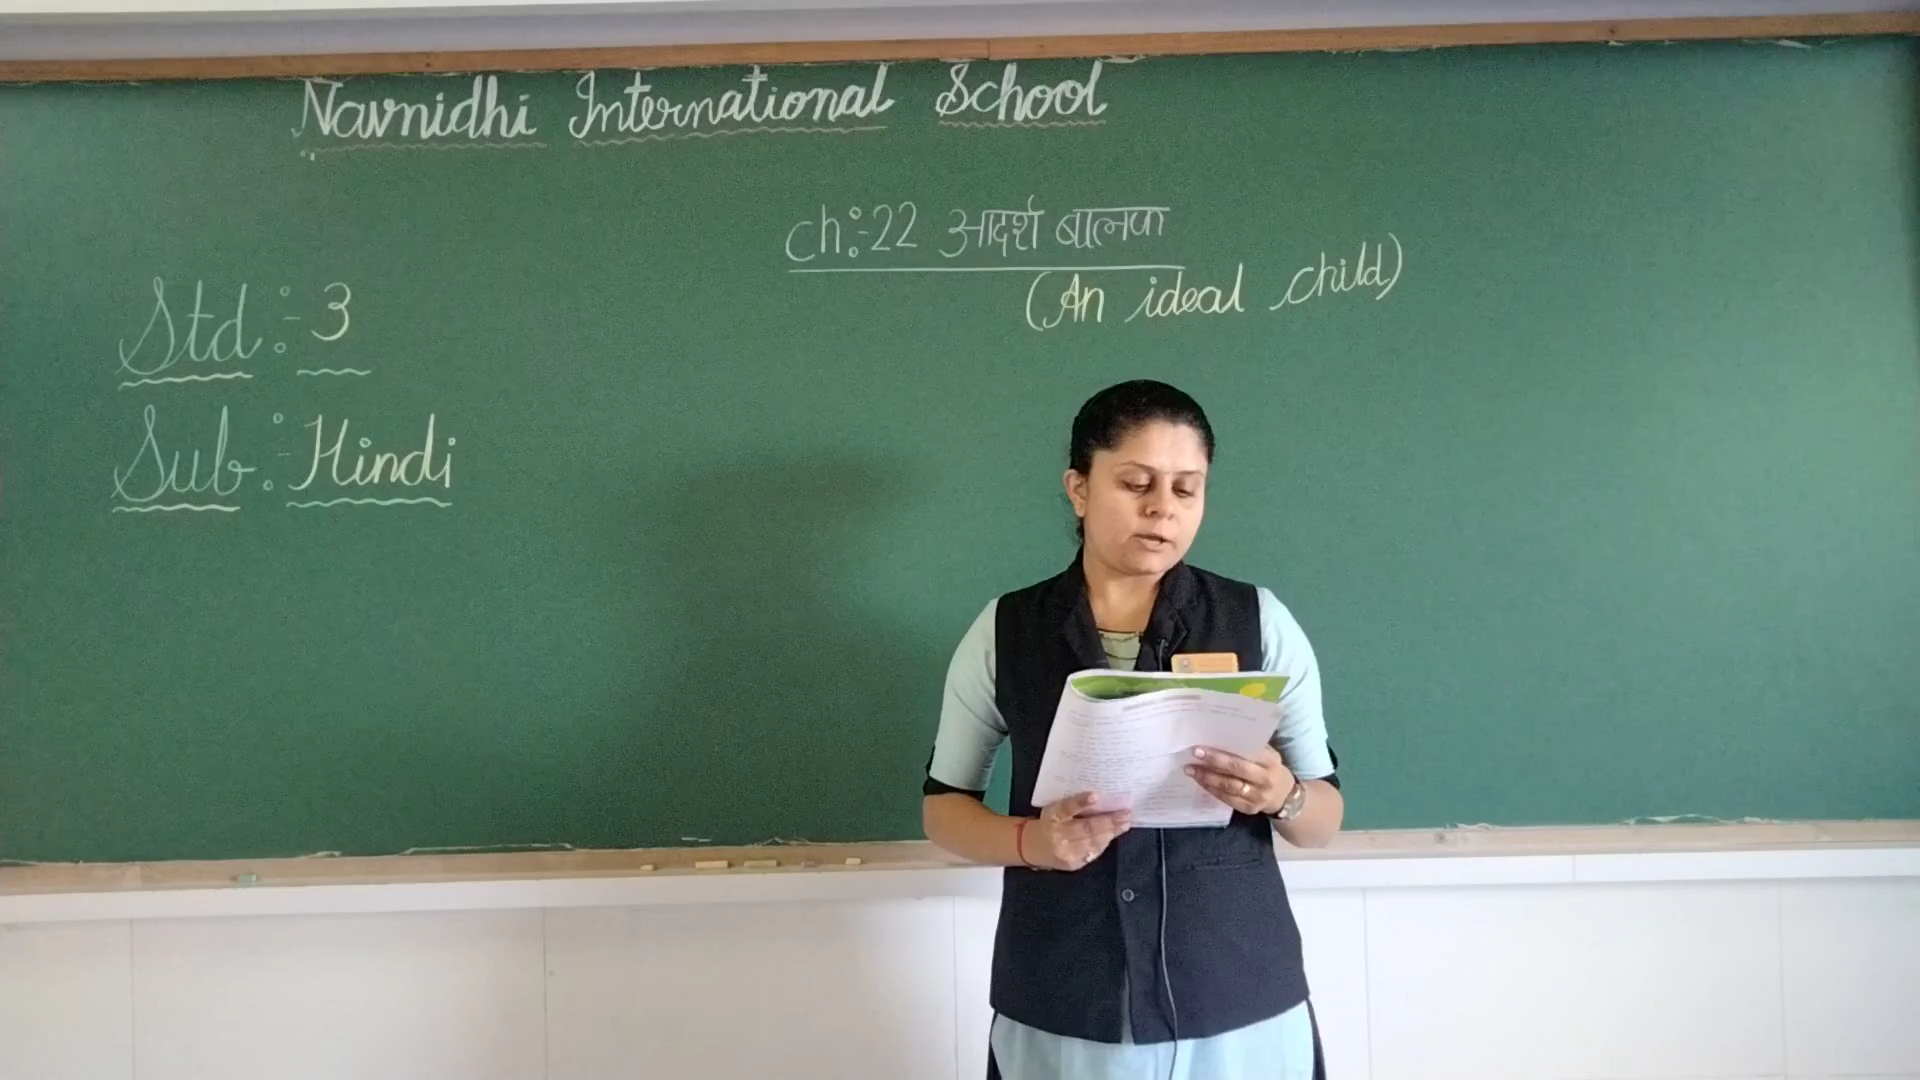 Navnidhi International School
ch:-22 आदर्श बालक
(An ideal child)
Std:- 3
Sub:- Hindi